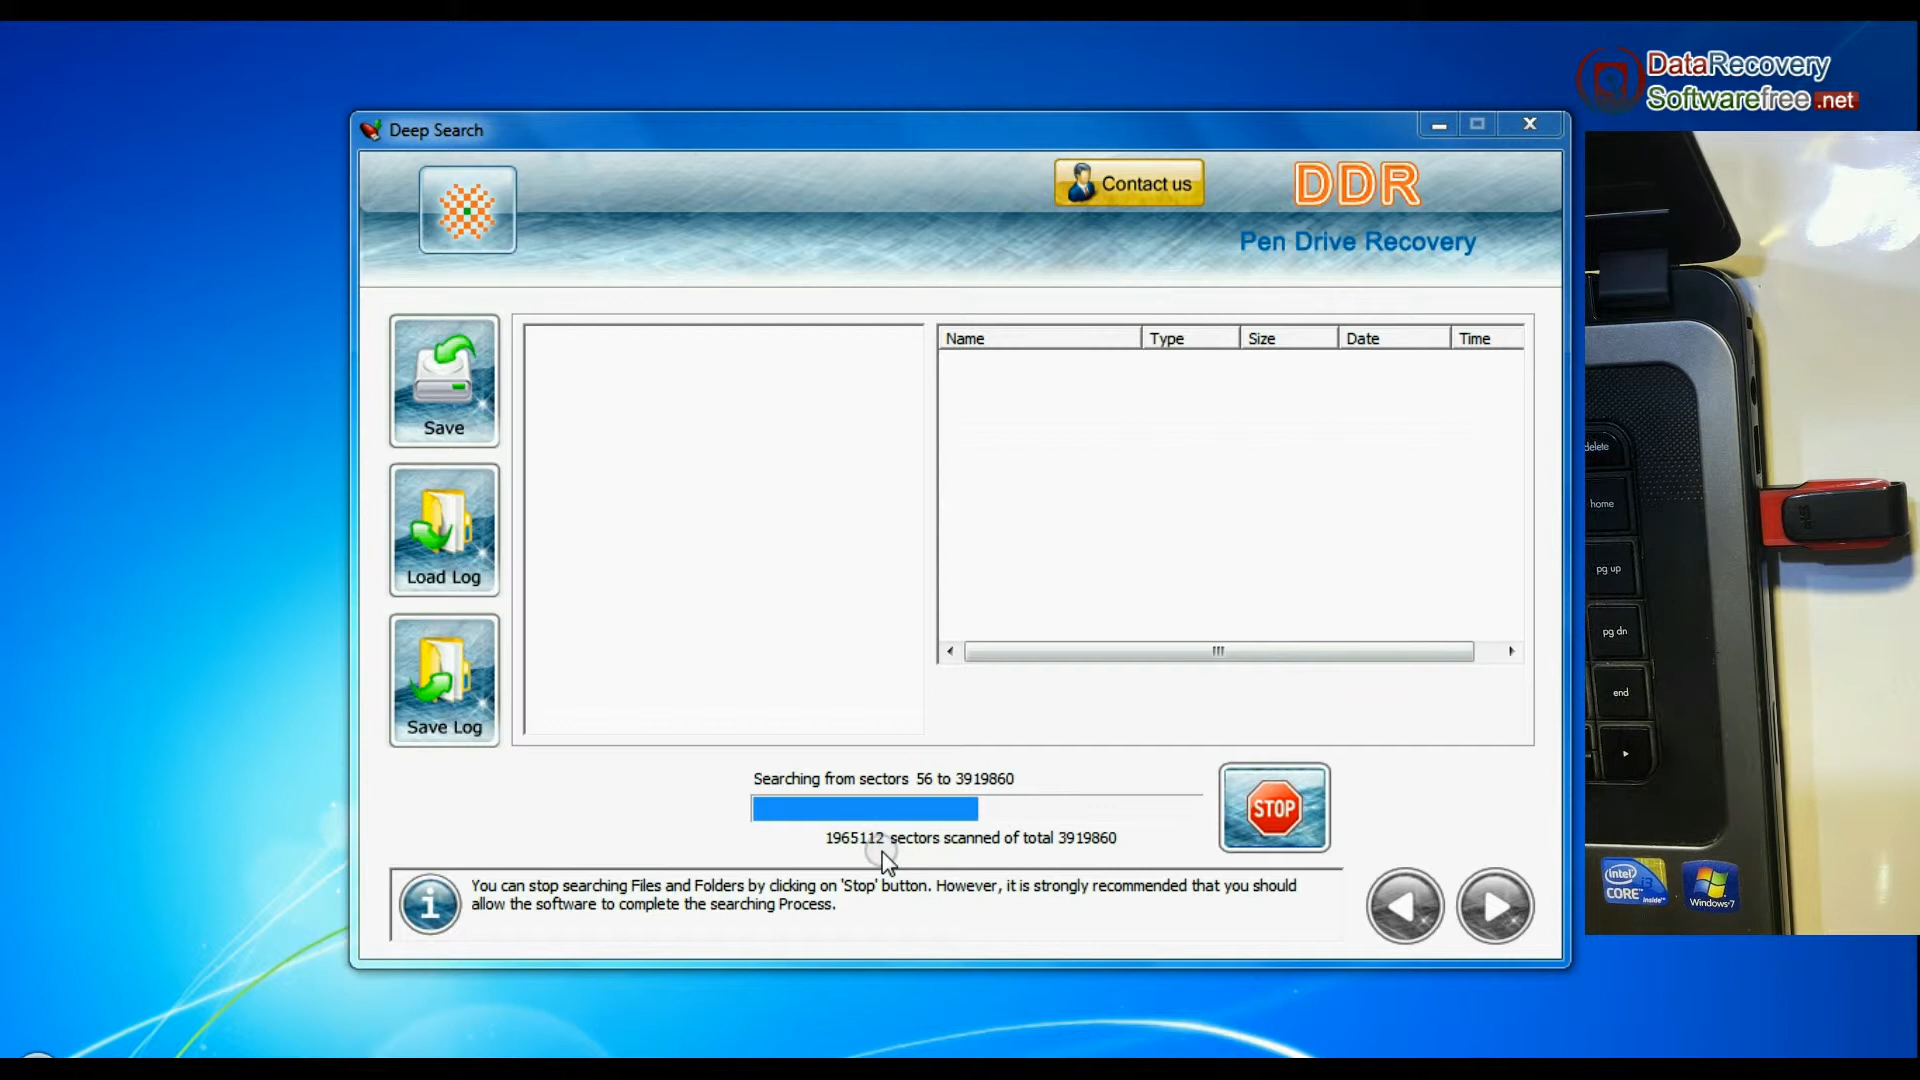 DataRecovery
Softwarefree.net
Deep Search
Contact us
DDR
Pen Drive Recovery
Save
Load Log
Save Log
Name Type Size Date Time
Searching from sectors 56 to 3919860
1965112 sectors scanned of total 3919860
STOP
You can stop searching Files and Folders by clicking on 'Stop' button. However, it is strongly recommended that you should
allow the software to complete the searching Process.
delete
home
pg up
pg dn
end
intel
CORE i3
inside™
Windows 7